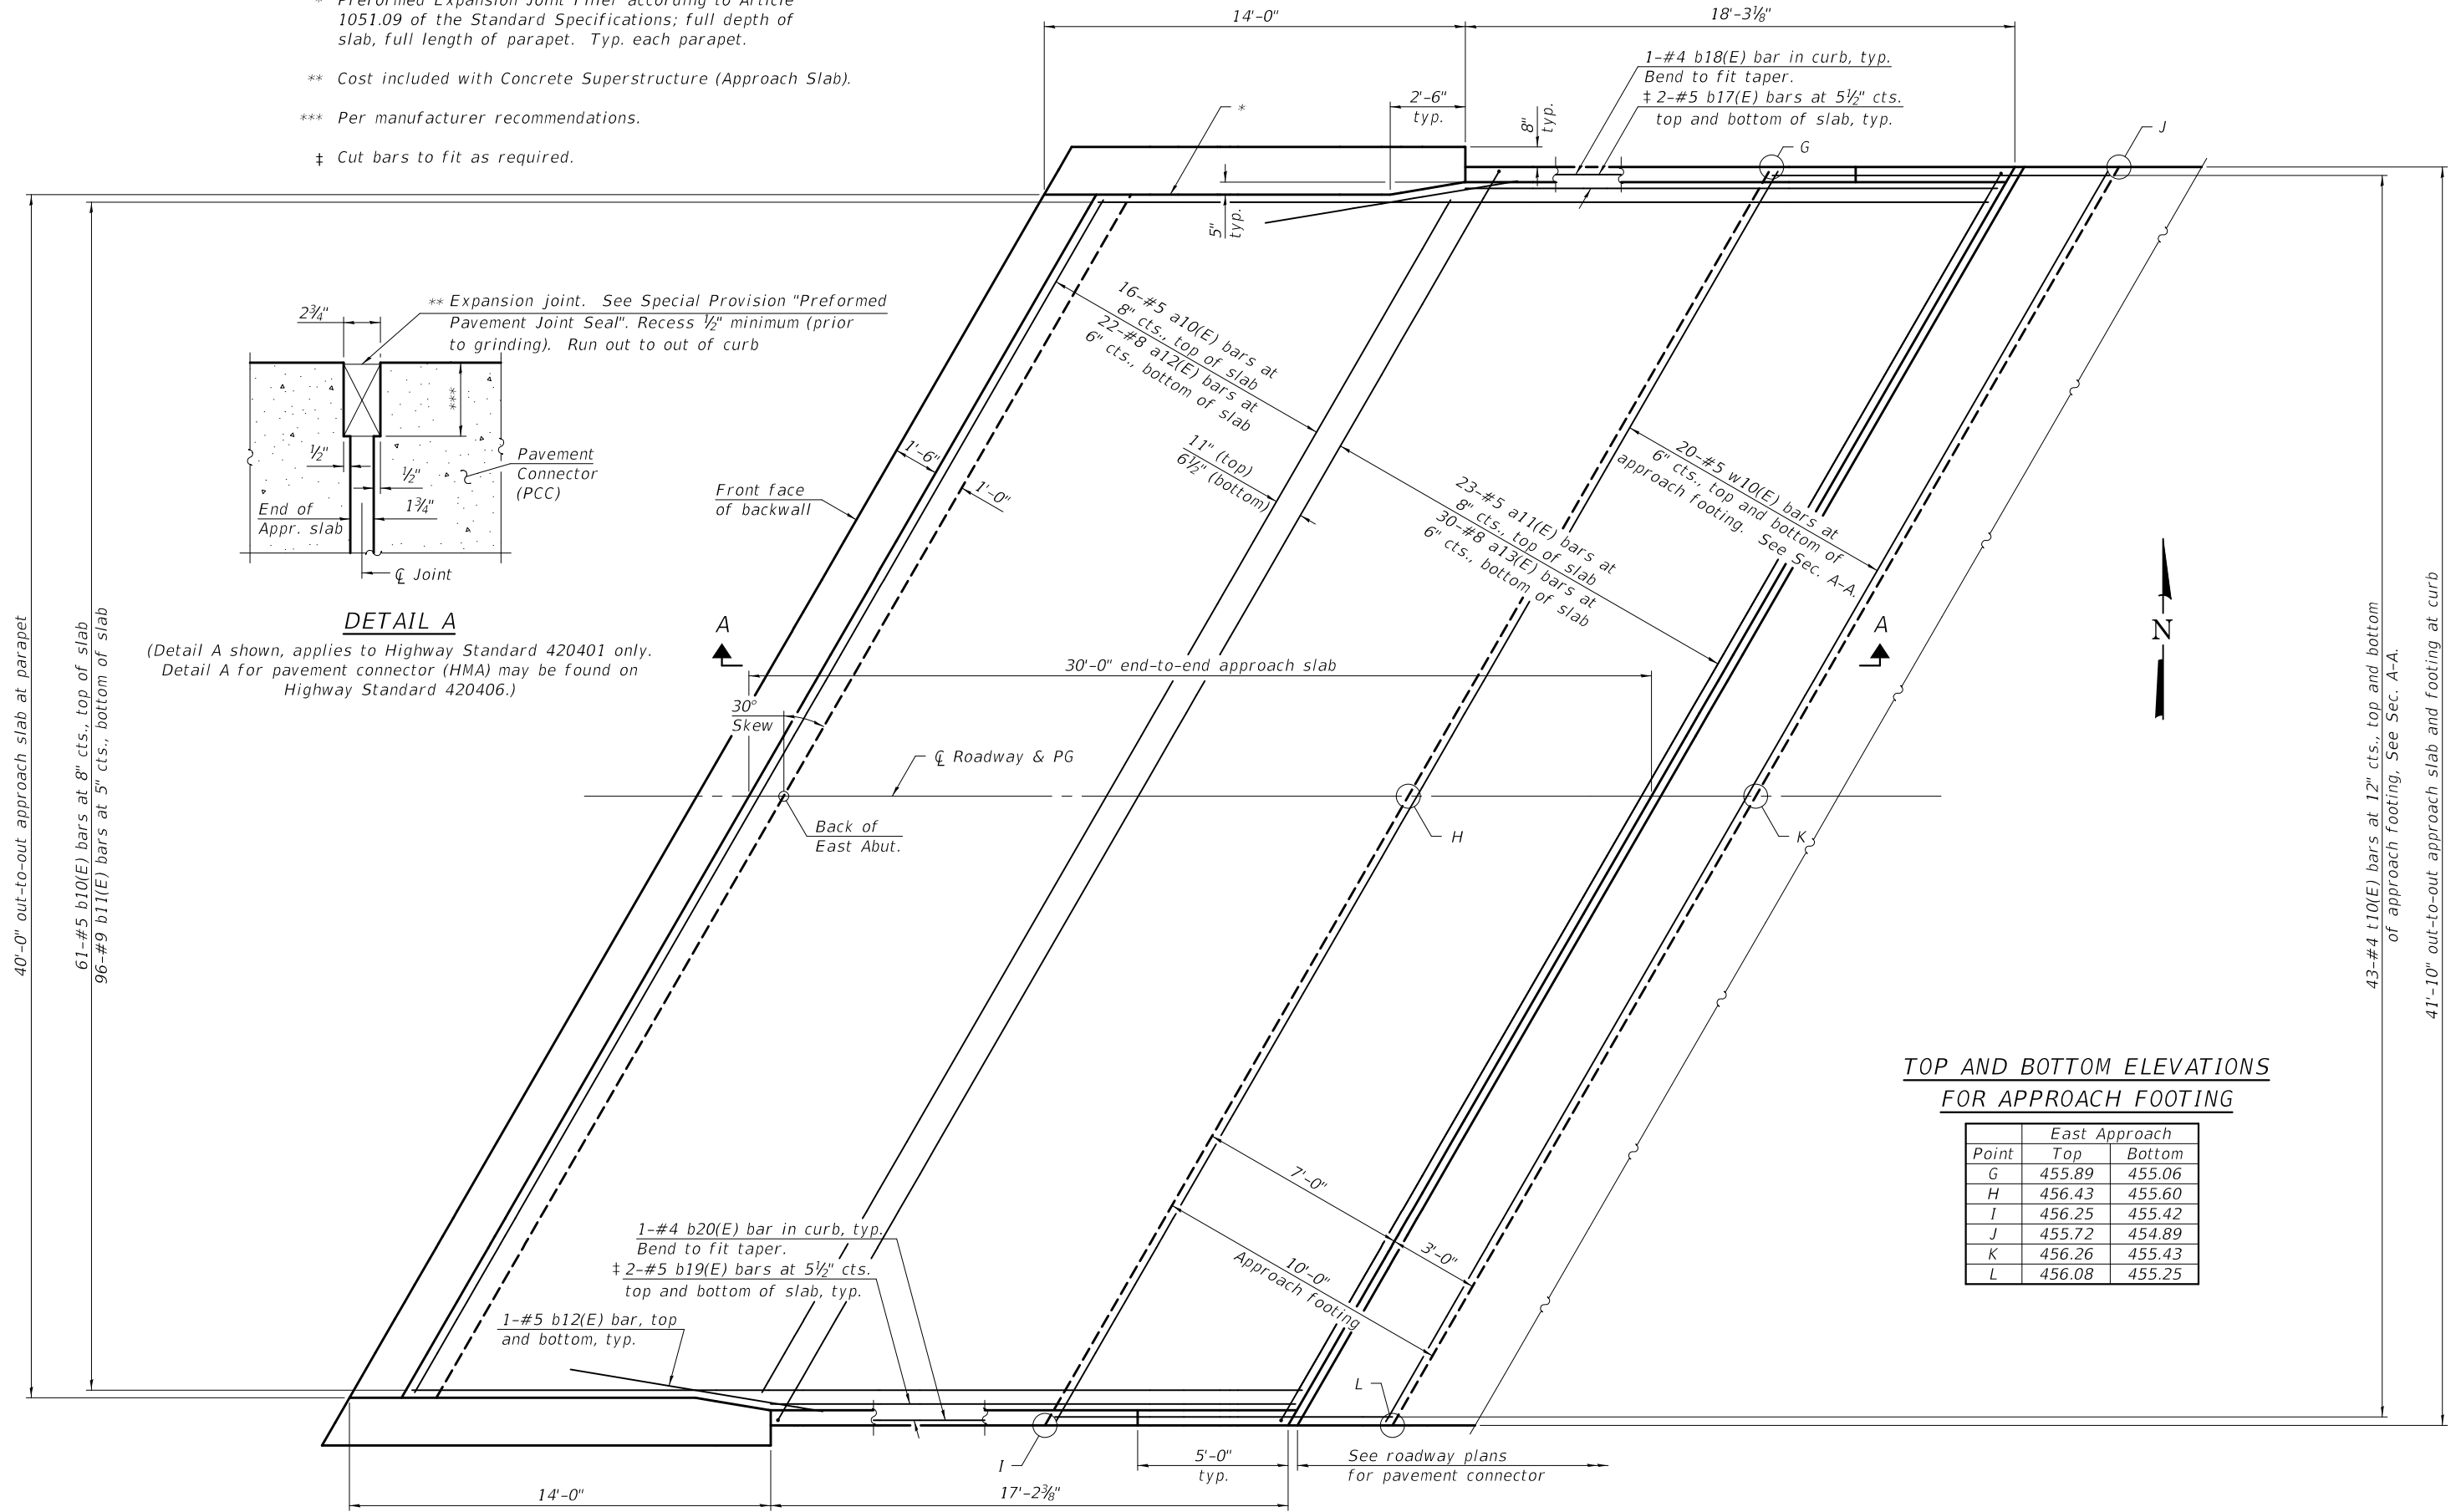 * Preformed Expansion Joint Filler according to Article
1051.09 of the Standard Specifications; full depth of
slab, full length of parapet. Typ. each parapet.
** Cost included with Concrete Superstructure (Approach Slab).
*** Per manufacturer recommendations.
‡ Cut bars to fit as required.
14'-0"
18'-3⅛"
1-#4 b18(E) bar in curb, typ.
Bend to fit taper.
‡ 2-#5 b17(E) bars at 5½" cts.
top and bottom of slab, typ.
2'-6"
typ.
8"
typ.
*
G
J
5"
typ.
2¾"
** Expansion joint. See Special Provision "Preformed
Pavement Joint Seal". Recess ½" minimum (prior
to grinding). Run out to out of curb
***
½"
½"
1¾"
Pavement
Connector
(PCC)
End of
Appr. slab
℄ Joint
DETAIL A
(Detail A shown, applies to Highway Standard 420401 only.
Detail A for pavement connector (HMA) may be found on
Highway Standard 420406.)
16-#5 a10(E) bars at
8" cts., top of slab
22-#8 a12(E) bars at
6" cts., bottom of slab
11" (top)
6½" (bottom)
1'-6"
1'-0"
Front face
of backwall
23-#5 a11(E) bars at
8" cts., top of slab
30-#8 a13(E) bars at
6" cts., bottom of slab
20-#5 w10(E) bars at
6" cts., top and bottom of
approach footing. See Sec. A-A.
A
A
30'-0" end-to-end approach slab
30°
Skew
℄ Roadway & PG
Back of
East Abut.
H
K
N
40'-0" out-to-out approach slab at parapet
61-#5 b10(E) bars at 8" cts., top of slab
96-#9 b11(E) bars at 5" cts., bottom of slab
43-#4 t10(E) bars at 12" cts., top and bottom
of approach footing, See Sec. A-A.
41'-10" out-to-out approach slab and footing at curb
TOP AND BOTTOM ELEVATIONS
FOR APPROACH FOOTING
East Approach
Point Top Bottom
G 455.89 455.06
H 456.43 455.60
I 456.25 455.42
J 455.72 454.89
K 456.26 455.43
L 456.08 455.25
7'-0"
3'-0"
10'-0"
Approach footing
1-#4 b20(E) bar in curb, typ.
Bend to fit taper.
‡ 2-#5 b19(E) bars at 5½" cts.
top and bottom of slab, typ.
1-#5 b12(E) bar, top
and bottom, typ.
L
I
5'-0"
typ.
See roadway plans
for pavement connector
14'-0"
17'-2⅜"